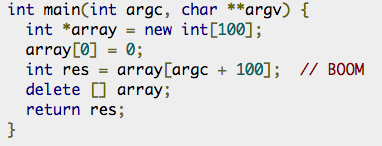 int main(int argc, char **argv) {
  int *array = new int[100];
  array[0] = 0;
  int res = array[argc + 100];  // BOOM
  delete [] array;
  return res;
}